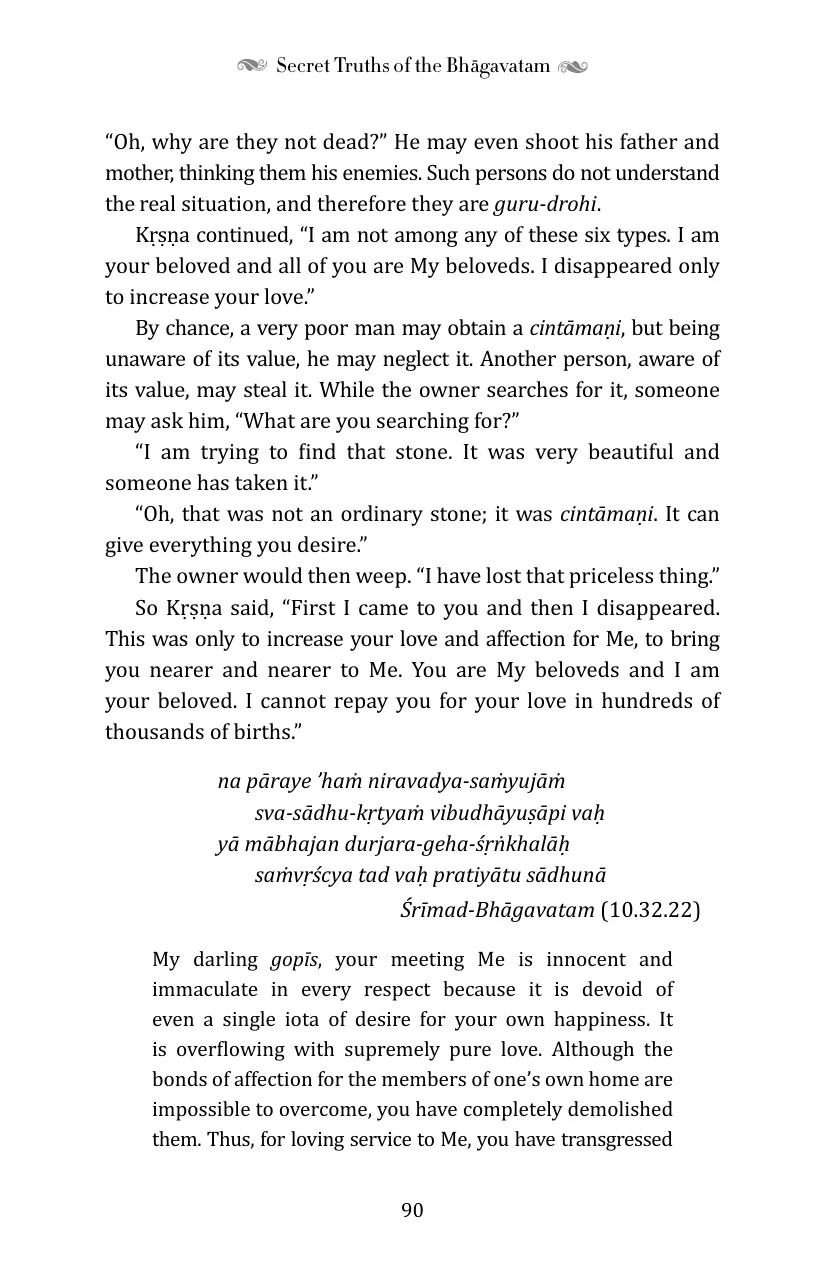 Secret Truths of the Bhāgavatam
“Oh, why are they not dead?” He may even shoot his father and
mother, thinking them his enemies. Such persons do not understand
the real situation, and therefore they are guru-drohi.
Kṛṣṇa continued, “I am not among any of these six types. I am
your beloved and all of you are My beloveds. I disappeared only
to increase your love.”
By chance, a very poor man may obtain a cintāmaṇi, but being
unaware of its value, he may neglect it. Another person, aware of
its value, may steal it. While the owner searches for it, someone
may ask him, “What are you searching for?”
“I am trying to find that stone. It was very beautiful and
someone has taken it.”
“Oh, that was not an ordinary stone; it was cintāmaṇi. It can
give everything you desire.”
The owner would then weep. “I have lost that priceless thing.”
So Kṛṣṇa said, “First I came to you and then I disappeared.
This was only to increase your love and affection for Me, to bring
you nearer and nearer to Me. You are My beloveds and I am
your beloved. I cannot repay you for your love in hundreds of
thousands of births.”
na pāraye ’haṁ niravadya-saṁyujāṁ
sva-sādhu-kṛtyaṁ vibudhāyuṣāpi vaḥ
yā mābhajan durjara-geha-śṛṅkhalāḥ
saṁvṛścya tad vaḥ pratiyātu sādhunā
Śrīmad-Bhāgavatam (10.32.22)
My darling gopīs, your meeting Me is innocent and
immaculate in every respect because it is devoid of
even a single iota of desire for your own happiness. It
is overflowing with supremely pure love. Although the
bonds of affection for the members of one’s own home are
impossible to overcome, you have completely demolished
them. Thus, for loving service to Me, you have transgressed
90